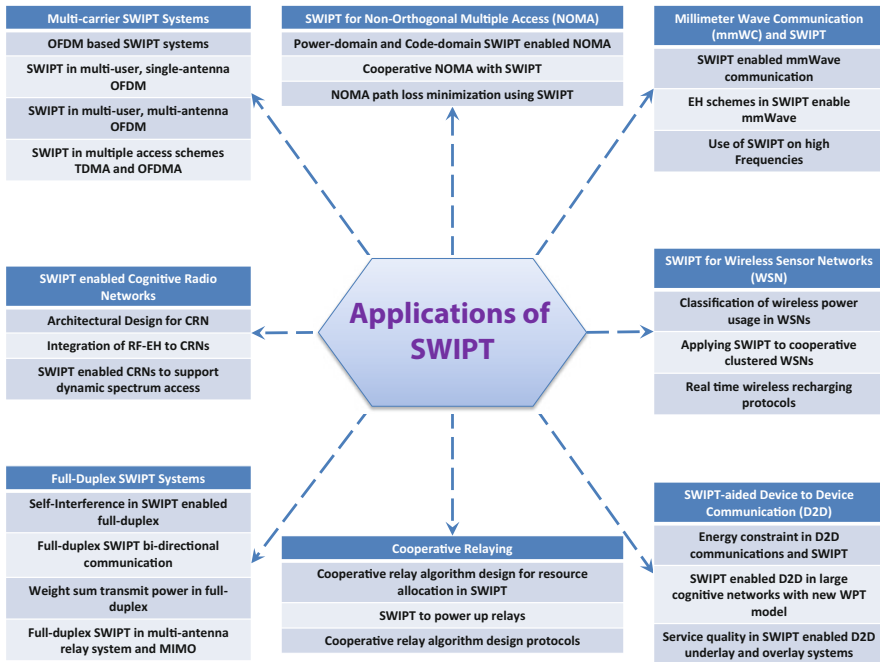 Multi-carrier SWIPT Systems
OFDM based SWIPT systems
SWIPT in multi-user, single-antenna
OFDM
SWIPT in multi-user, multi-antenna
OFDM
SWIPT in multiple access schemes
TDMA and OFDMA
SWIPT for Non-Orthogonal Multiple Access (NOMA)
Power-domain and Code-domain SWIPT enabled NOMA
Cooperative NOMA with SWIPT
NOMA path loss minimization using SWIPT
Millimeter Wave Communication
(mmWC) and SWIPT
SWIPT enabled mmWave
communication
EH schemes in SWIPT enable
mmWave
Use of SWIPT on high
Frequencies
SWIPT enabled Cognitive Radio
Networks
Architectural Design for CRN
Integration of RF-EH to CRNs
SWIPT enabled CRNs to support
dynamic spectrum access
Applications of
SWIPT
SWIPT for Wireless Sensor Networks
(WSN)
Classification of wireless power
usage in WSNs
Applying SWIPT to cooperative
clustered WSNs
Real time wireless recharging
protocols
Full-Duplex SWIPT Systems
Self-Interference in SWIPT enabled
full-duplex
Full-duplex SWIPT bi-directional
communication
Weight sum transmit power in full-
duplex
Full-duplex SWIPT in multi-antenna
relay system and MIMO
Cooperative Relaying
Cooperative relay algorithm design for resource
allocation in SWIPT
SWIPT to power up relays
Cooperative relay algorithm design protocols
SWIPT-aided Device to Device
Communication (D2D)
Energy constraint in D2D
communications and SWIPT
SWIPT enabled D2D in large
cognitive networks with new WPT
model
Service quality in SWIPT enabled D2D
underlay and overlay systems